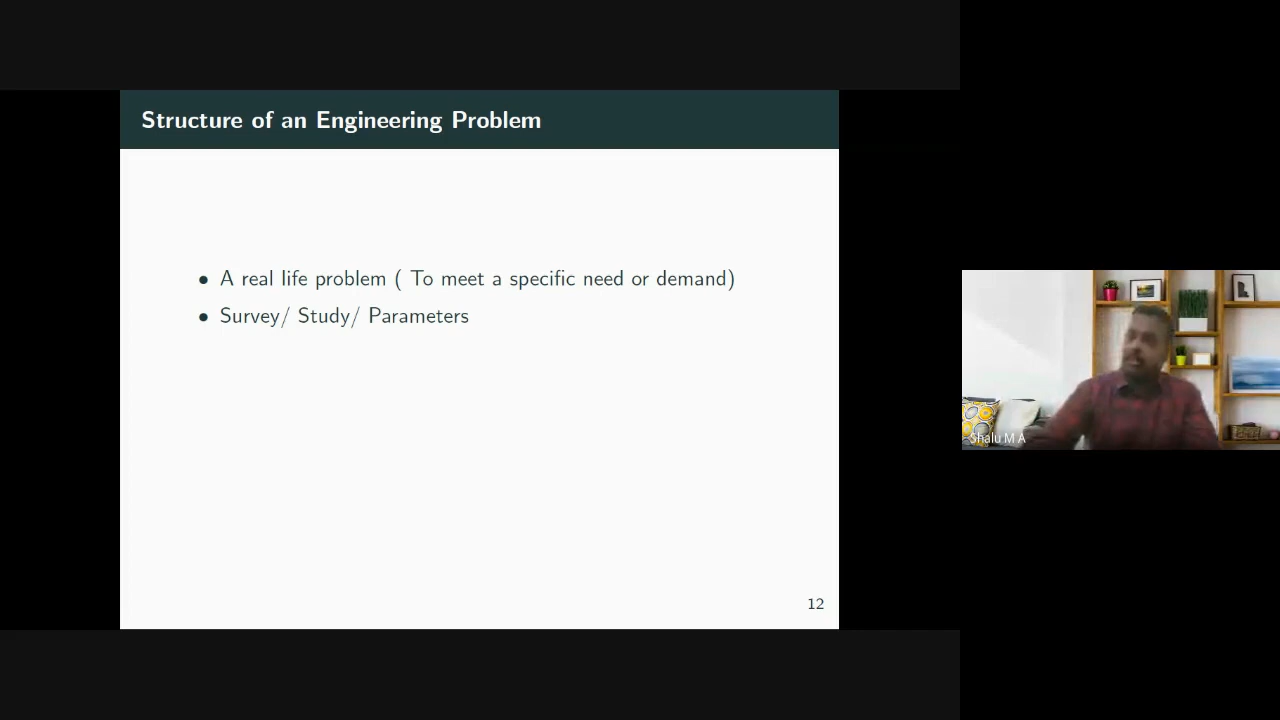 Structure of an Engineering Problem
• A real life problem ( To meet a specific need or demand)
• Survey/ Study/ Parameters
12
Shalu M A